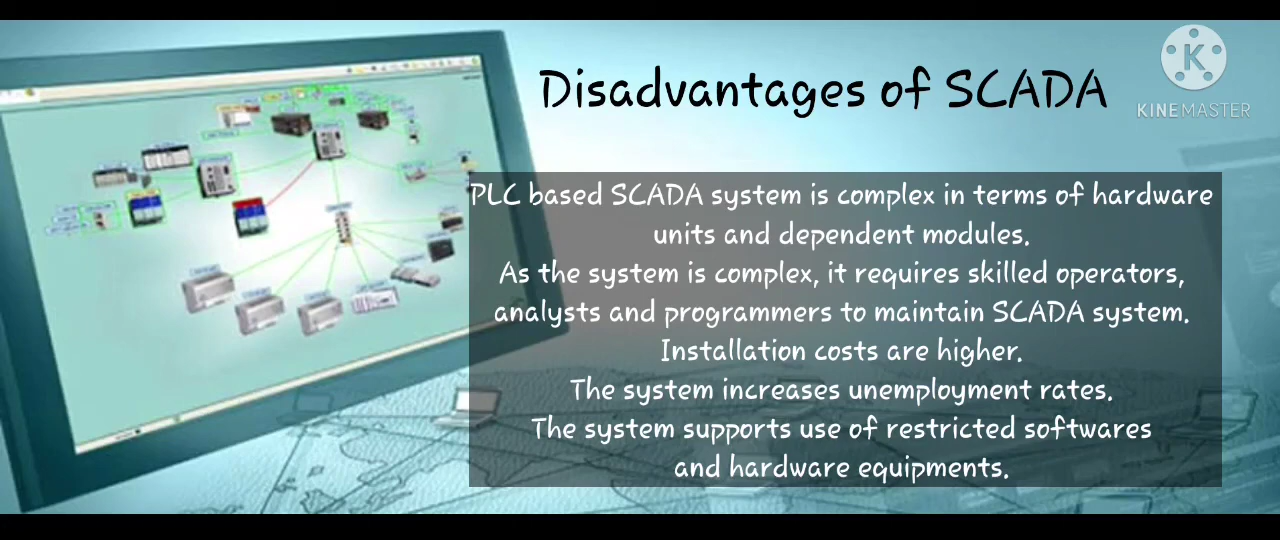 Disadvantages of SCADA
KINEMASTER
PLC based SCADA system is complex in terms of hardware
units and dependent modules.
As the system is complex, it requires skilled operators,
analysts and programmers to maintain SCADA system.
Installation costs are higher.
The system increases unemployment rates.
The system supports use of restricted softwares
and hardware equipments.